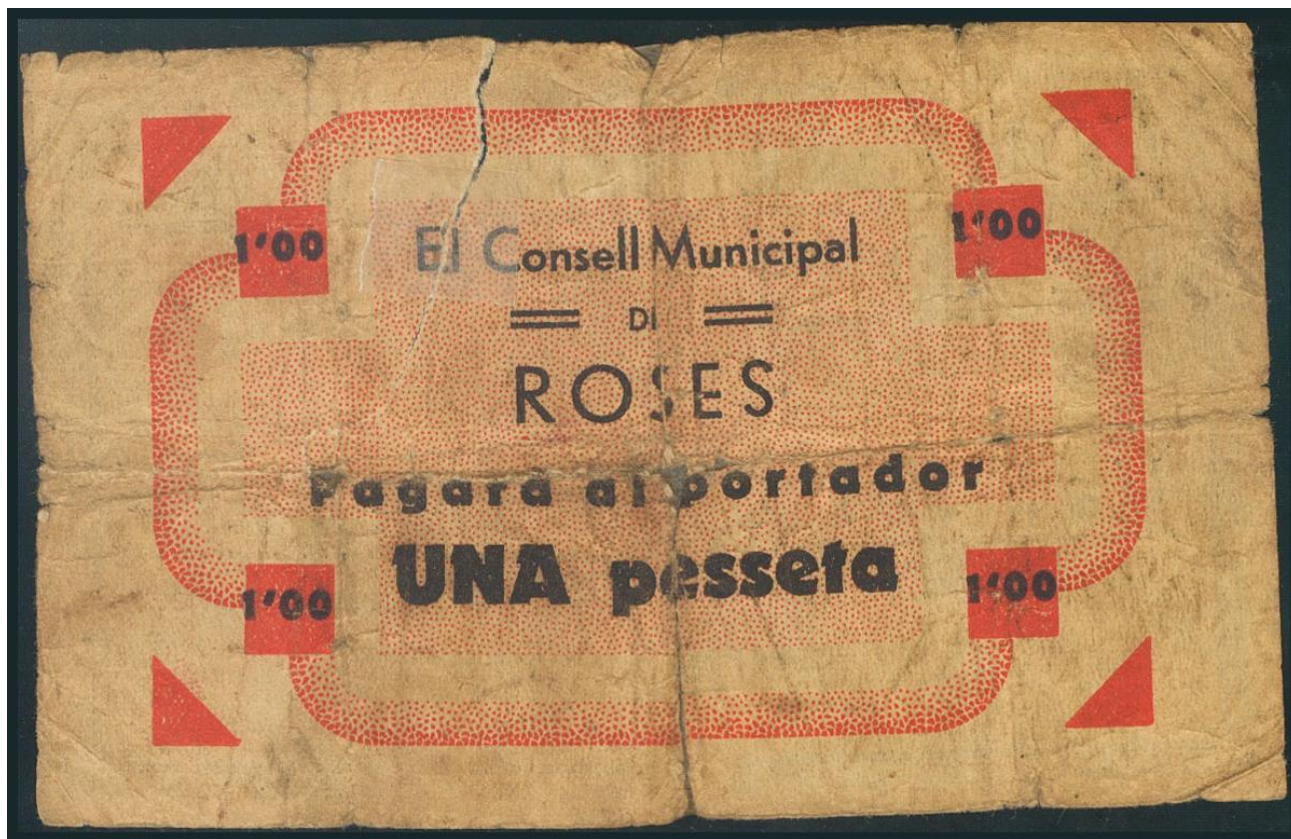 1'00
1'00
El Consell Municipal
DE
ROSES
Pagarà al portador
UNA pesseta
1'00
1'00